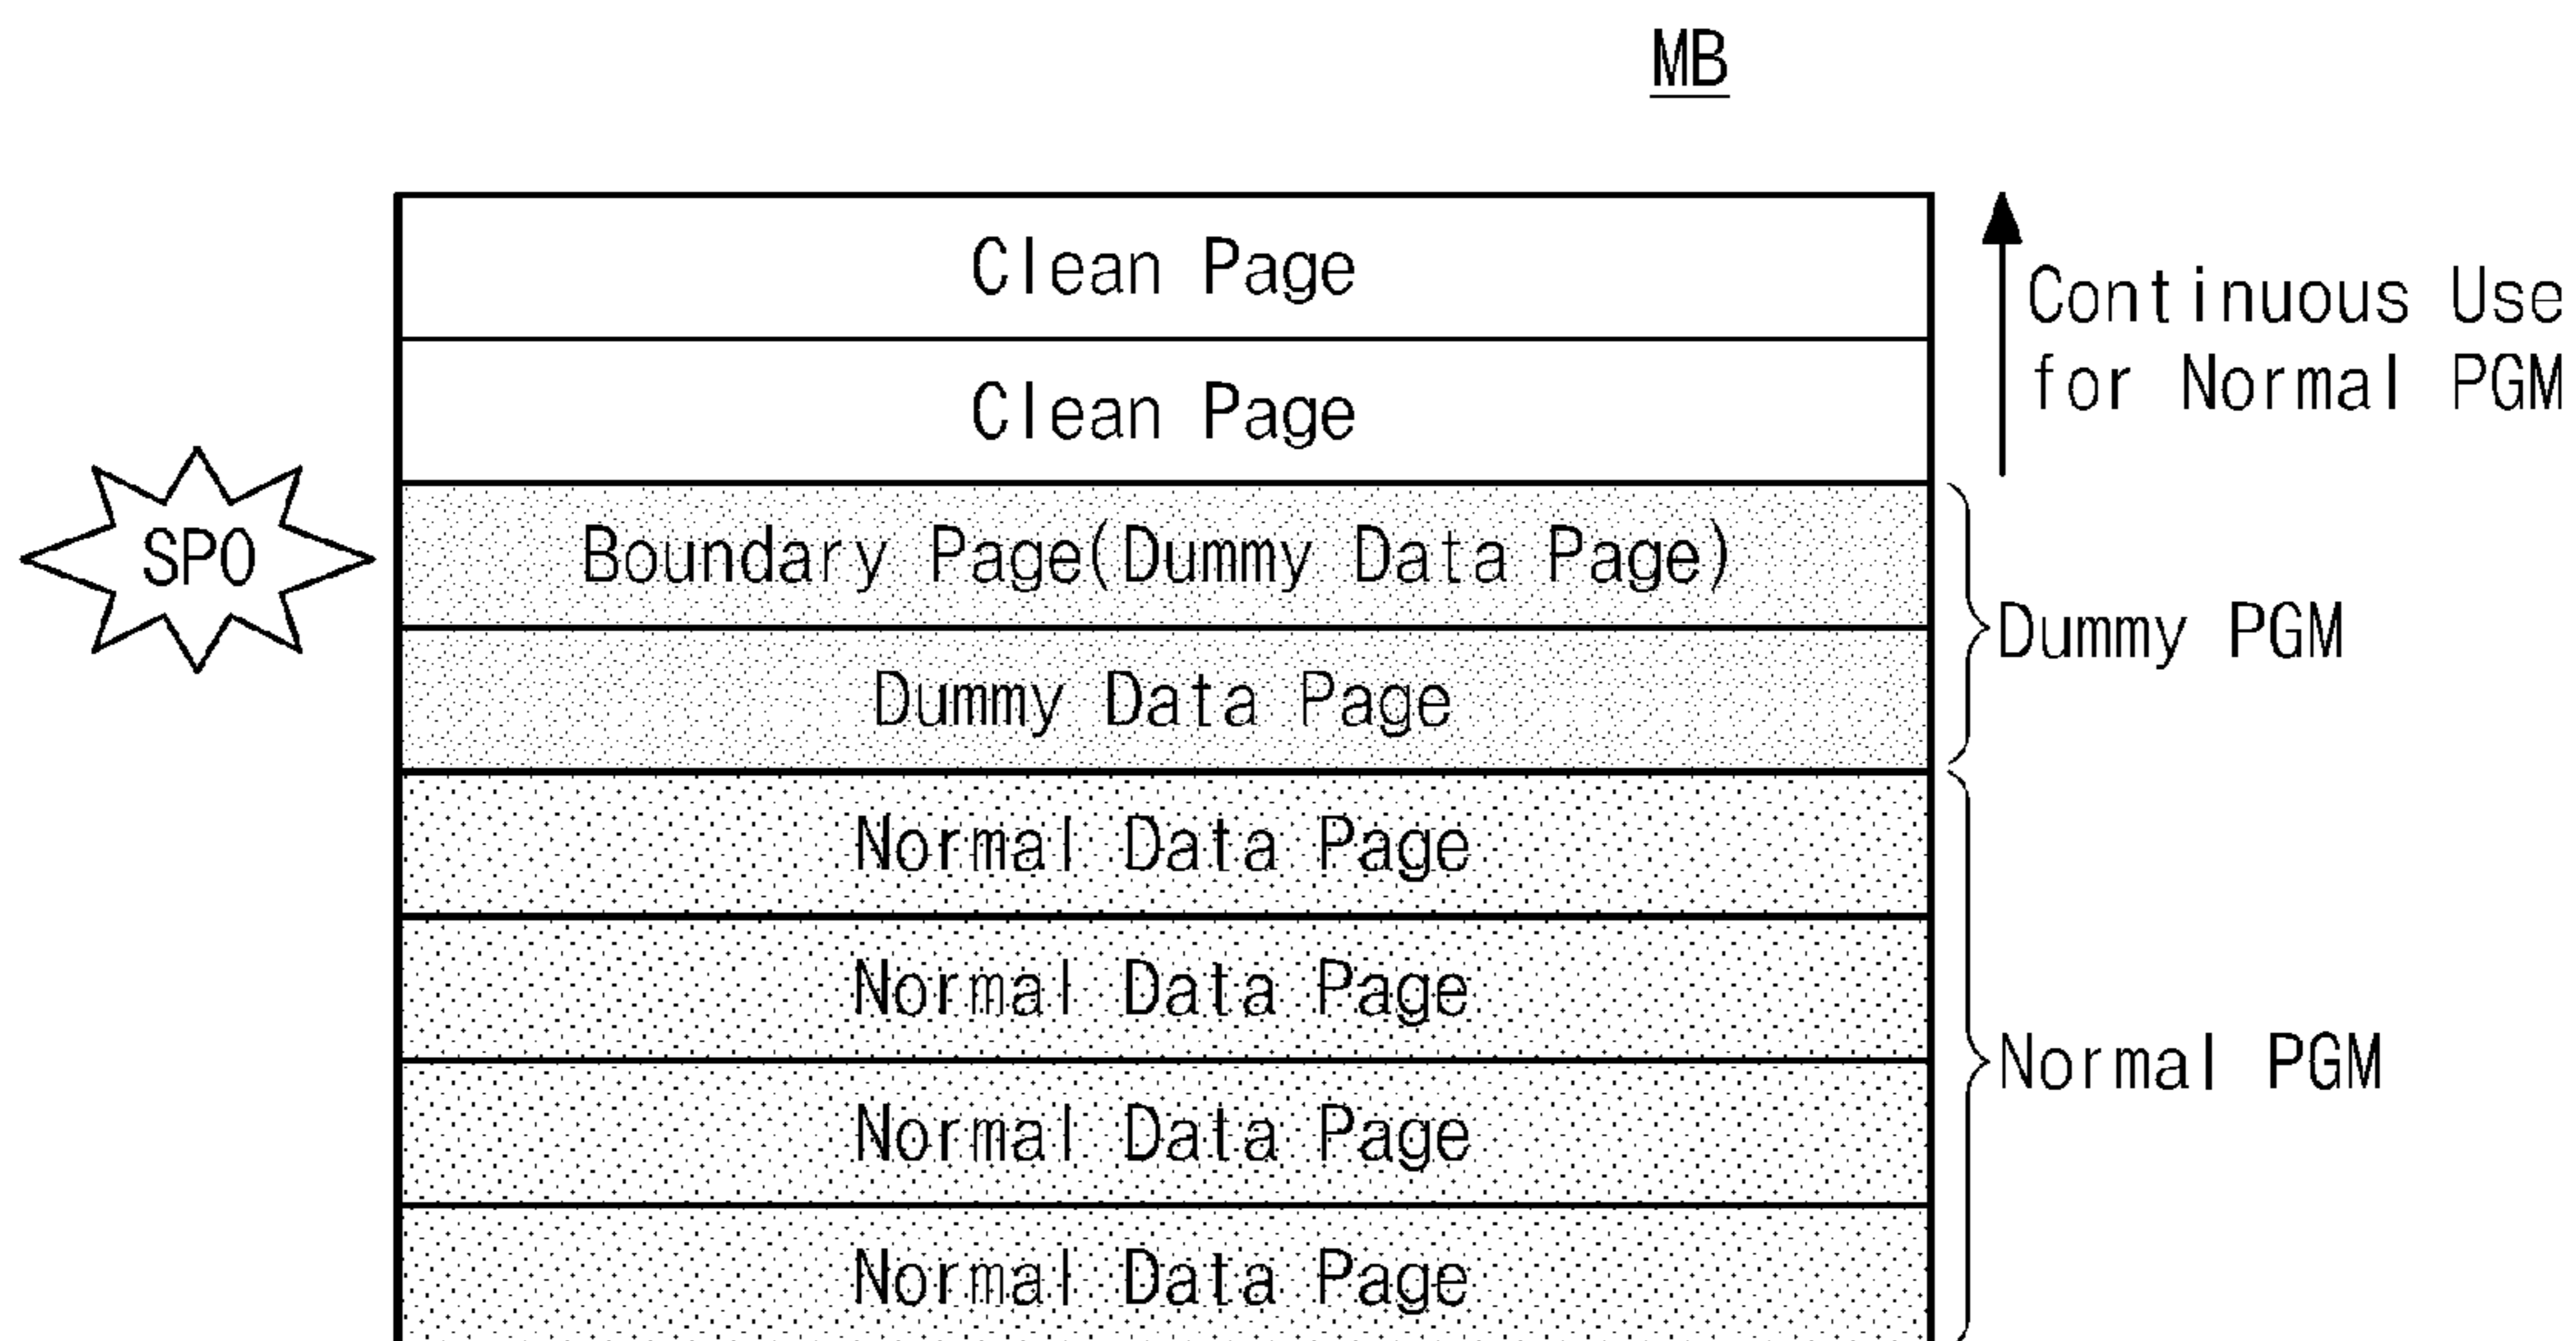 MB
Clean Page
Continuous Use
for Normal PGM
Clean Page
SPO
Boundary Page(Dummy Data Page)
Dummy PGM
Dummy Data Page
Normal Data Page
Normal Data Page
Normal PGM
Normal Data Page
Normal Data Page